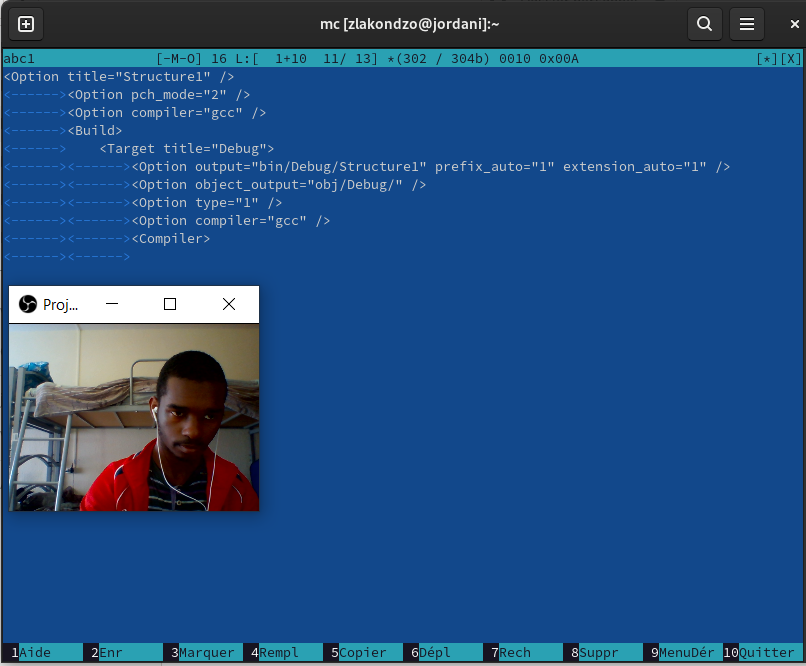 mc [zlakondzo@jordani]:~
abc1 [-M-O] 16 L:[ 1+10 11/ 13] *(302 / 304b) 0010 0x00A [*][X]
<Option title="Structure1" />
<------><Option pch_mode="2" />
<------><Option compiler="gcc" />
<------><Build>
<------>    <Target title="Debug">
<------><------><Option output="bin/Debug/Structure1" prefix_auto="1" extension_auto="1" />
<------><------><Option object_output="obj/Debug/" />
<------><------><Option type="1" />
<------><------><Option compiler="gcc" />
<------><------><Compiler>
<------><------>
Proj...
1Aide 2Enr 3Marquer 4Rempl 5Copier 6Dépl 7Rech 8Suppr 9MenuDér 10Quitter